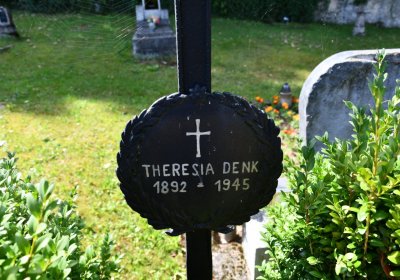 THERESIA DENK
1892 - 1945